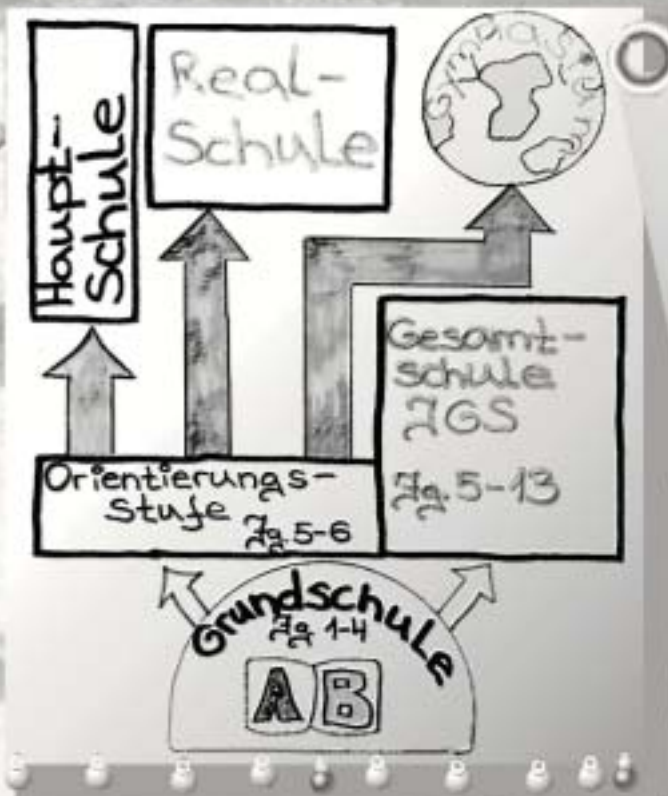 Haupt-
Schule
Real-
Schule
Gymnasium
Gesamt-
schule
IGS
Jg. 5-13
Orientierungs-
Stufe Jg 5-6
Grundschule
Jg 1-4
A B